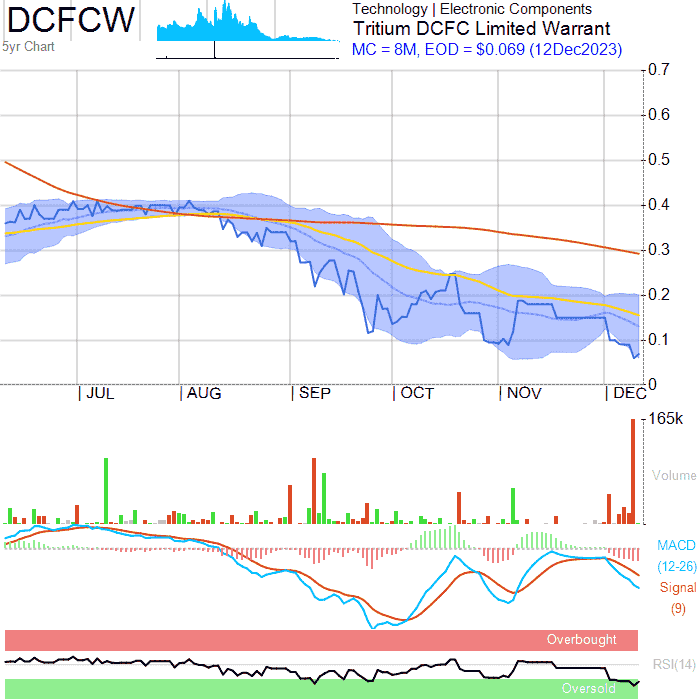 DCFCW
5yr Chart
Technology | Electronic Components
Tritium DCFC Limited Warrant
MC = 8M, EOD = $0.069 (12Dec2023)
0.7
0.6
0.5
0.4
0.3
0.2
0.1
0
| JUL | AUG | SEP | OCT | NOV | DEC
165k
Volume
MACD
(12-26)
Signal
(9)
Overbought
RSI(14)
Oversold